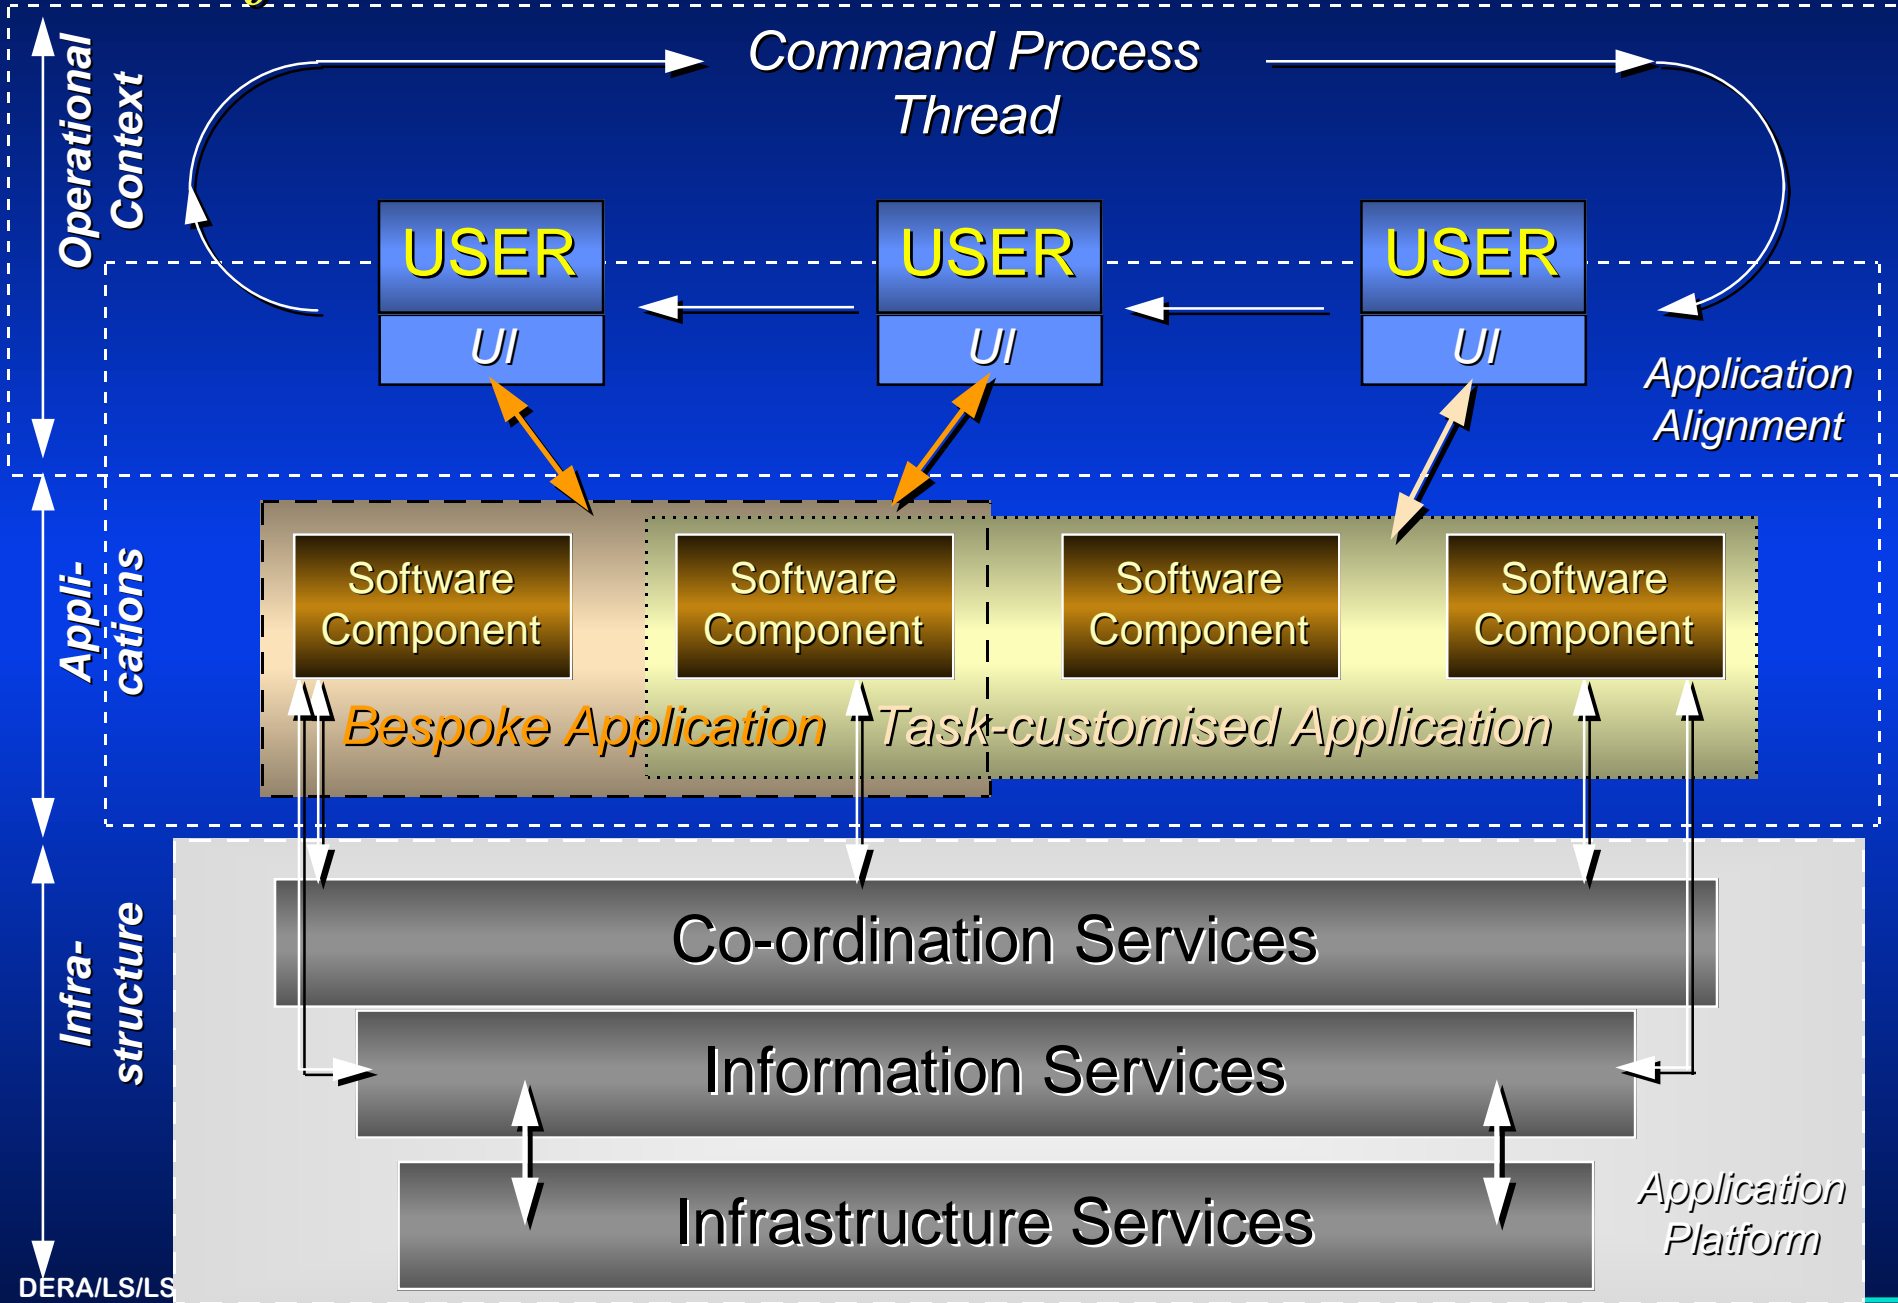 Command Process
Thread
Operational
Context
USER
USER
USER
UI
UI
UI
Application
Alignment
Appli-
cations
Software
Component
Software
Component
Software
Component
Software
Component
Bespoke Application
Task-customised Application
Infra-
structure
Co-ordination Services
Information Services
Infrastructure Services
Application
Platform
DERA/LS/LS